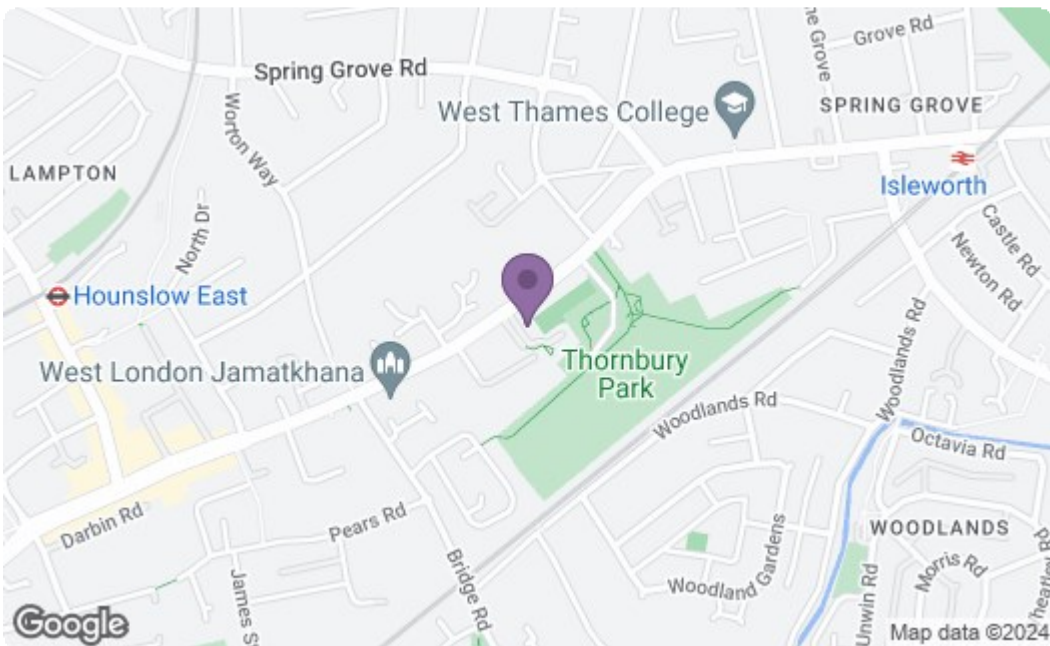 Grove Rd
Spring Grove Rd
West Thames College
SPRING GROVE
Worton Way
LAMPTON
Isleworth
North Dr
Castle Rd
Newton Rd
Hounslow East
West London Jamatkhana
Thornbury
Park
Woodlands Rd
Woodlands Rd
Octavia Rd
Darbin Rd
Pears Rd
WOODLANDS
Bridge Rd
Woodland Gardens
Morris Rd
James S
Unwin Rd
Google
Map data ©2024